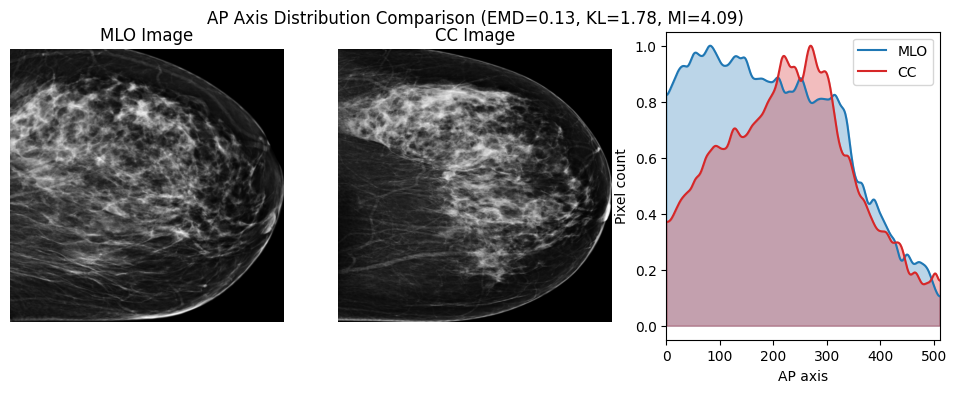 AP Axis Distribution Comparison (EMD=0.13, KL=1.78, MI=4.09)
MLO Image
CC Image
MLO
CC
Pixel count
1.0
0.8
0.6
0.4
0.2
0.0
0 100 200 300 400 500
AP axis